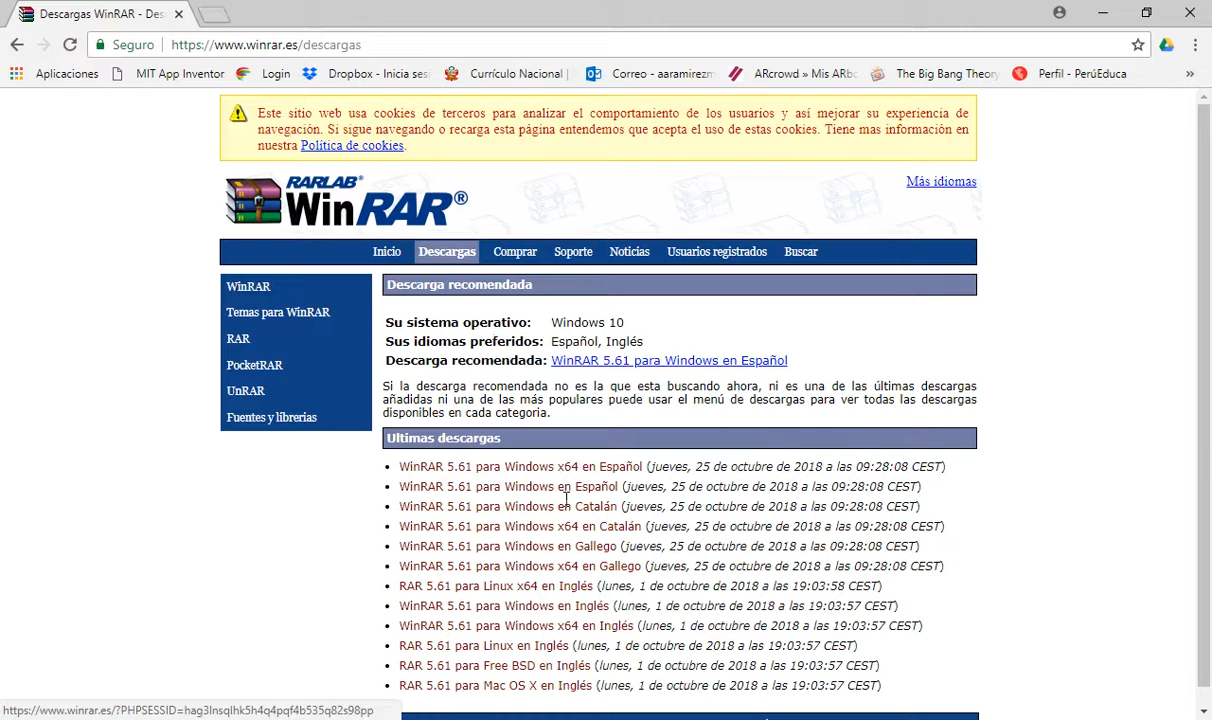 Descargas WinRAR - Des
Seguro
https://www.winrar.es/descargas
Aplicaciones
MIT App Inventor
Login
Dropbox - Inicia sesi
Currículo Nacional |
Correo - aaramirezm
ARcrowd » Mis ARbo
The Big Bang Theory
Perfil - PerúEduca
»
Este sitio web usa cookies de terceros para analizar el comportamiento de los usuarios y así mejorar su experiencia de
navegación. Si sigue navegando o recarga esta página entendemos que acepta el uso de estas cookies. Tiene mas información en
nuestra Política de cookies.
RARLAB®
WinRAR®
Más idiomas
Inicio
Descargas
Comprar
Soporte
Noticias
Usuarios registrados
Buscar
WinRAR
Temas para WinRAR
RAR
PocketRAR
UnRAR
Fuentes y librerias
Descarga recomendada
Su sistema operativo: Windows 10
Sus idiomas preferidos: Español, Inglés
Descarga recomendada: WinRAR 5.61 para Windows en Español
Si la descarga recomendada no es la que esta buscando ahora, ni es una de las últimas descargas
añadidas ni una de las más populares puede usar el menú de descargas para ver todas las descargas
disponibles en cada categoria.
Ultimas descargas
WinRAR 5.61 para Windows x64 en Español (jueves, 25 de octubre de 2018 a las 09:28:08 CEST)
WinRAR 5.61 para Windows en Español (jueves, 25 de octubre de 2018 a las 09:28:08 CEST)
WinRAR 5.61 para Windows en Catalán (jueves, 25 de octubre de 2018 a las 09:28:08 CEST)
WinRAR 5.61 para Windows x64 en Catalán (jueves, 25 de octubre de 2018 a las 09:28:08 CEST)
WinRAR 5.61 para Windows en Gallego (jueves, 25 de octubre de 2018 a las 09:28:08 CEST)
WinRAR 5.61 para Windows x64 en Gallego (jueves, 25 de octubre de 2018 a las 09:28:08 CEST)
RAR 5.61 para Linux x64 en Inglés (lunes, 1 de octubre de 2018 a las 19:03:58 CEST)
WinRAR 5.61 para Windows en Inglés (lunes, 1 de octubre de 2018 a las 19:03:57 CEST)
WinRAR 5.61 para Windows x64 en Inglés (lunes, 1 de octubre de 2018 a las 19:03:57 CEST)
RAR 5.61 para Linux en Inglés (lunes, 1 de octubre de 2018 a las 19:03:57 CEST)
RAR 5.61 para Free BSD en Inglés (lunes, 1 de octubre de 2018 a las 19:03:57 CEST)
RAR 5.61 para Mac OS X en Inglés (lunes, 1 de octubre de 2018 a las 19:03:57 CEST)
https://www.winrar.es/?PHPSESSID=hag3lnsqlhk5h4q4pqf4b535q82s98pp